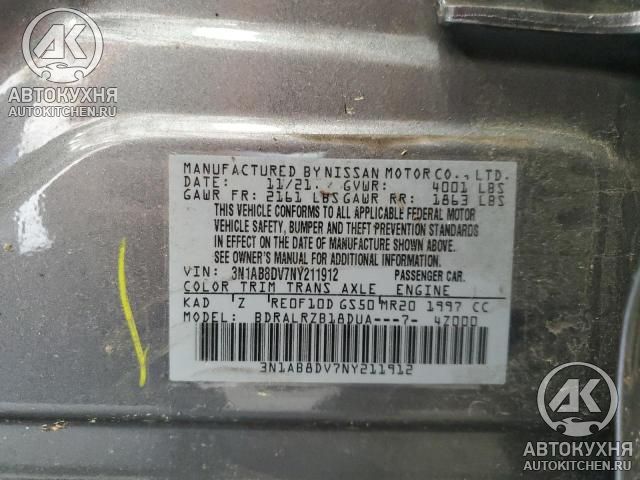 АВТОКУХНЯ
AUTOKITCHEN.RU
MANUFACTURED BY NISSAN MOTOR CO., LTD.
DATE: 11/21. GVWR: 4001 LBS
GAWR FR: 2161 LBS GAWR RR: 1863 LBS
THIS VEHICLE CONFORMS TO ALL APPLICABLE FEDERAL MOTOR
VEHICLE SAFETY, BUMPER, AND THEFT PREVENTION STANDARDS
IN EFFECT ON THE DATE OF MANUFACTURE SHOWN ABOVE.
SEE OWNER'S MANUAL FOR ADDITIONAL INFORMATION.
VIN: 3N1AB8DV7NY211912 PASSENGER CAR.
COLOR TRIM TRANS AXLE ENGINE
KAD Z RE0F10D GS50 MR20 1997 CC
MODEL: BDRALRZB18DUA---7- 4Z000
3N1AB8DV7NY211912
АК
АВТОКУХНЯ
AUTOKITCHEN.RU